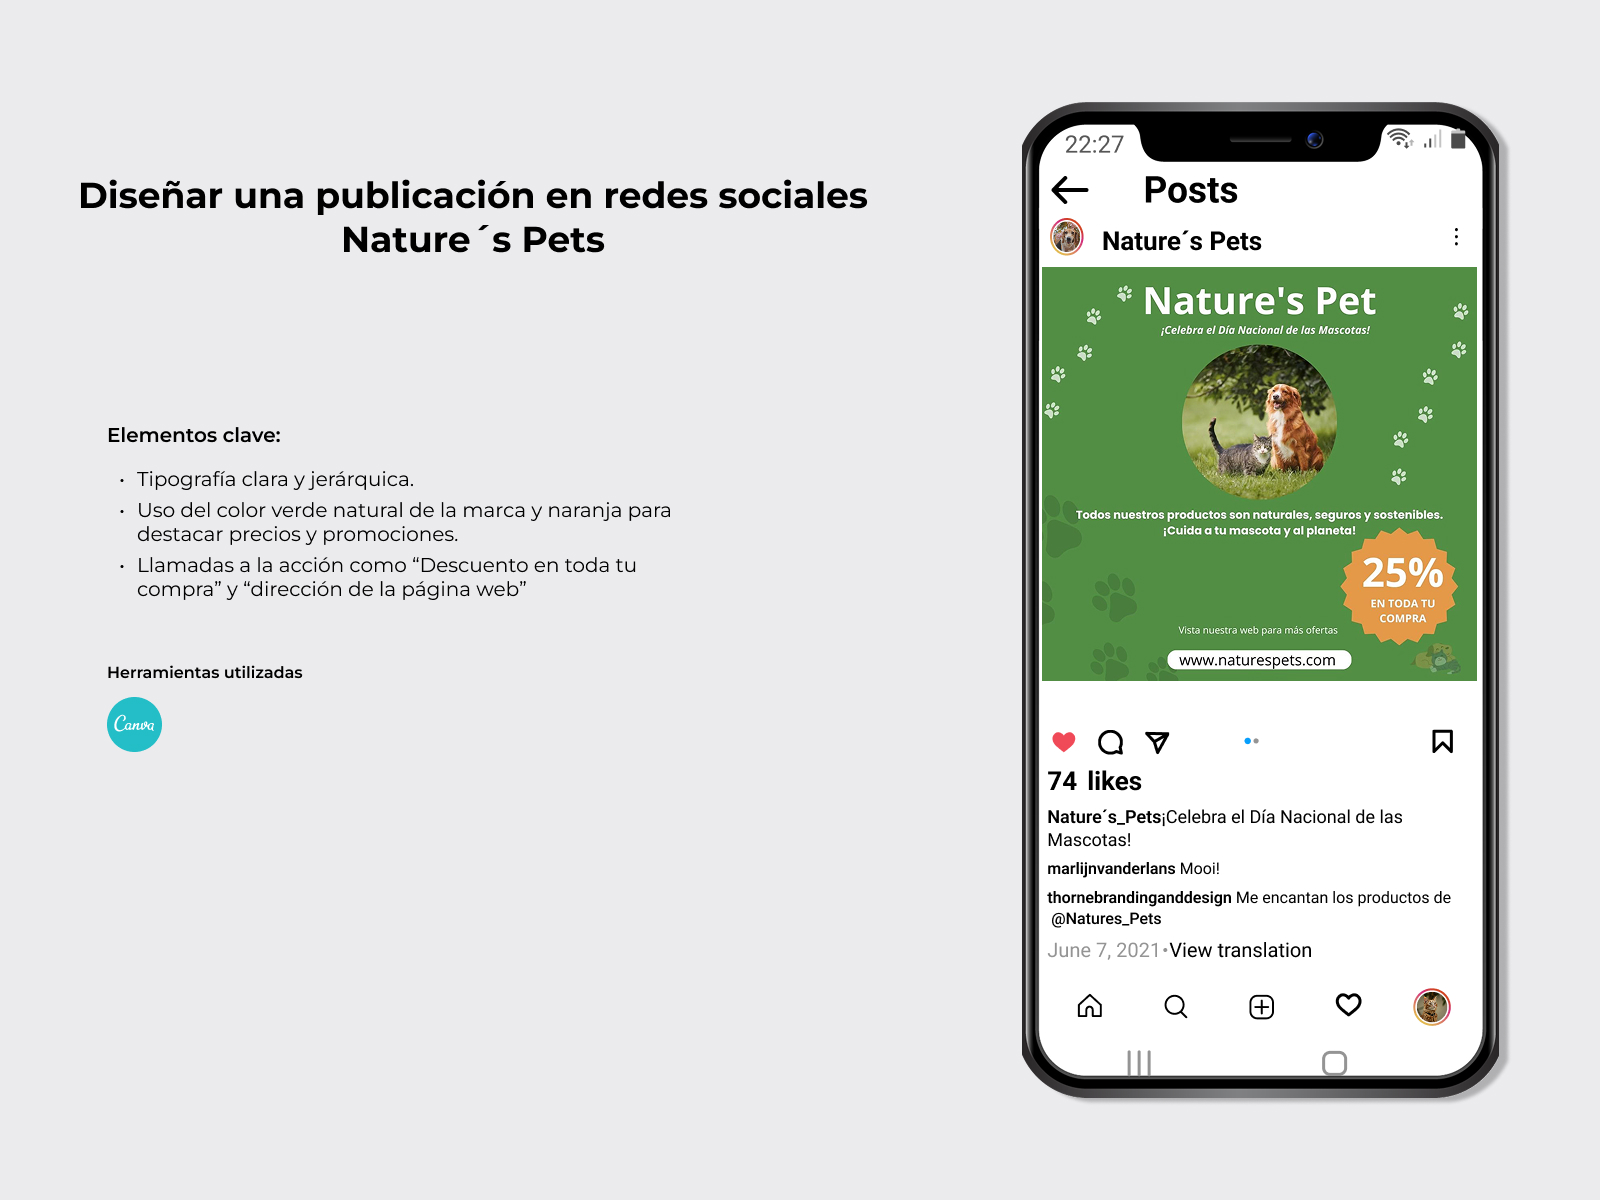 Diseñar una publicación en redes sociales
Nature´s Pets
Elementos clave:
• Tipografía clara y jerárquica.
• Uso del color verde natural de la marca y naranja para
destacar precios y promociones.
• Llamadas a la acción como “Descuento en toda tu
compra” y “dirección de la página web”
Herramientas utilizadas
Canva
22:27
Posts
Nature´s Pets
Nature's Pet
¡Celebra el Día Nacional de las Mascotas!
Todos nuestros productos son naturales, seguros y sostenibles.
¡Cuida a tu mascota y al planeta!
25%
EN TODA TU
COMPRA
Vista nuestra web para más ofertas
www.naturespets.com
74 likes
Nature´s_Pets¡Celebra el Día Nacional de las
Mascotas!
marlijnvanderlans Mooi!
thornebrandinganddesign Me encantan los productos de
@Natures_Pets
June 7, 2021•View translation